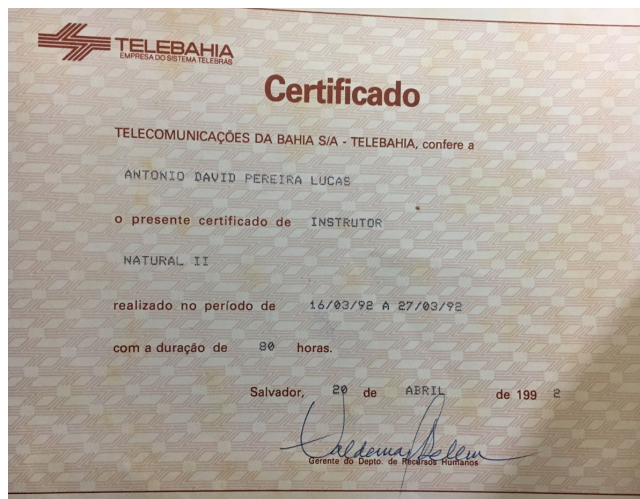 TELEBAHIA
EMPRESA DO SISTEMA TELEBRÁS
Certificado
TELECOMUNICAÇÕES DA BAHIA S/A - TELEBAHIA, confere a
ANTONIO DAVID PEREIRA LUCAS
o presente certificado de INSTRUTOR
NATURAL II
realizado no período de 16/03/92 A 27/03/92
com a duração de 80 horas.
Salvador, 20 de ABRIL de 199 2
Gerente do Depto. de Recursos Humanos